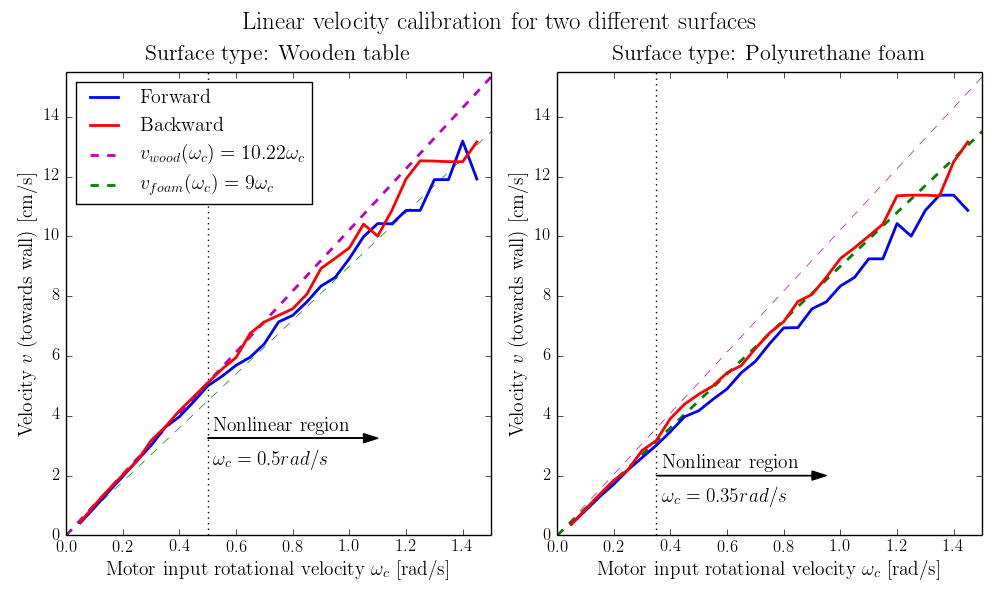 Linear velocity calibration for two different surfaces
Surface type: Wooden table
Forward
Backward
v_wood(ω_c) = 10.22ω_c
v_foam(ω_c) = 9ω_c
Nonlinear region
ω_c = 0.5rad/s
Velocity v (towards wall) [cm/s]
14
12
10
8
6
4
2
0
0.0 0.2 0.4 0.6 0.8 1.0 1.2 1.4
Motor input rotational velocity ω_c [rad/s]
Surface type: Polyurethane foam
Nonlinear region
ω_c = 0.35rad/s
Velocity v (towards wall) [cm/s]
14
12
10
8
6
4
2
0
0.0 0.2 0.4 0.6 0.8 1.0 1.2 1.4
Motor input rotational velocity ω_c [rad/s]